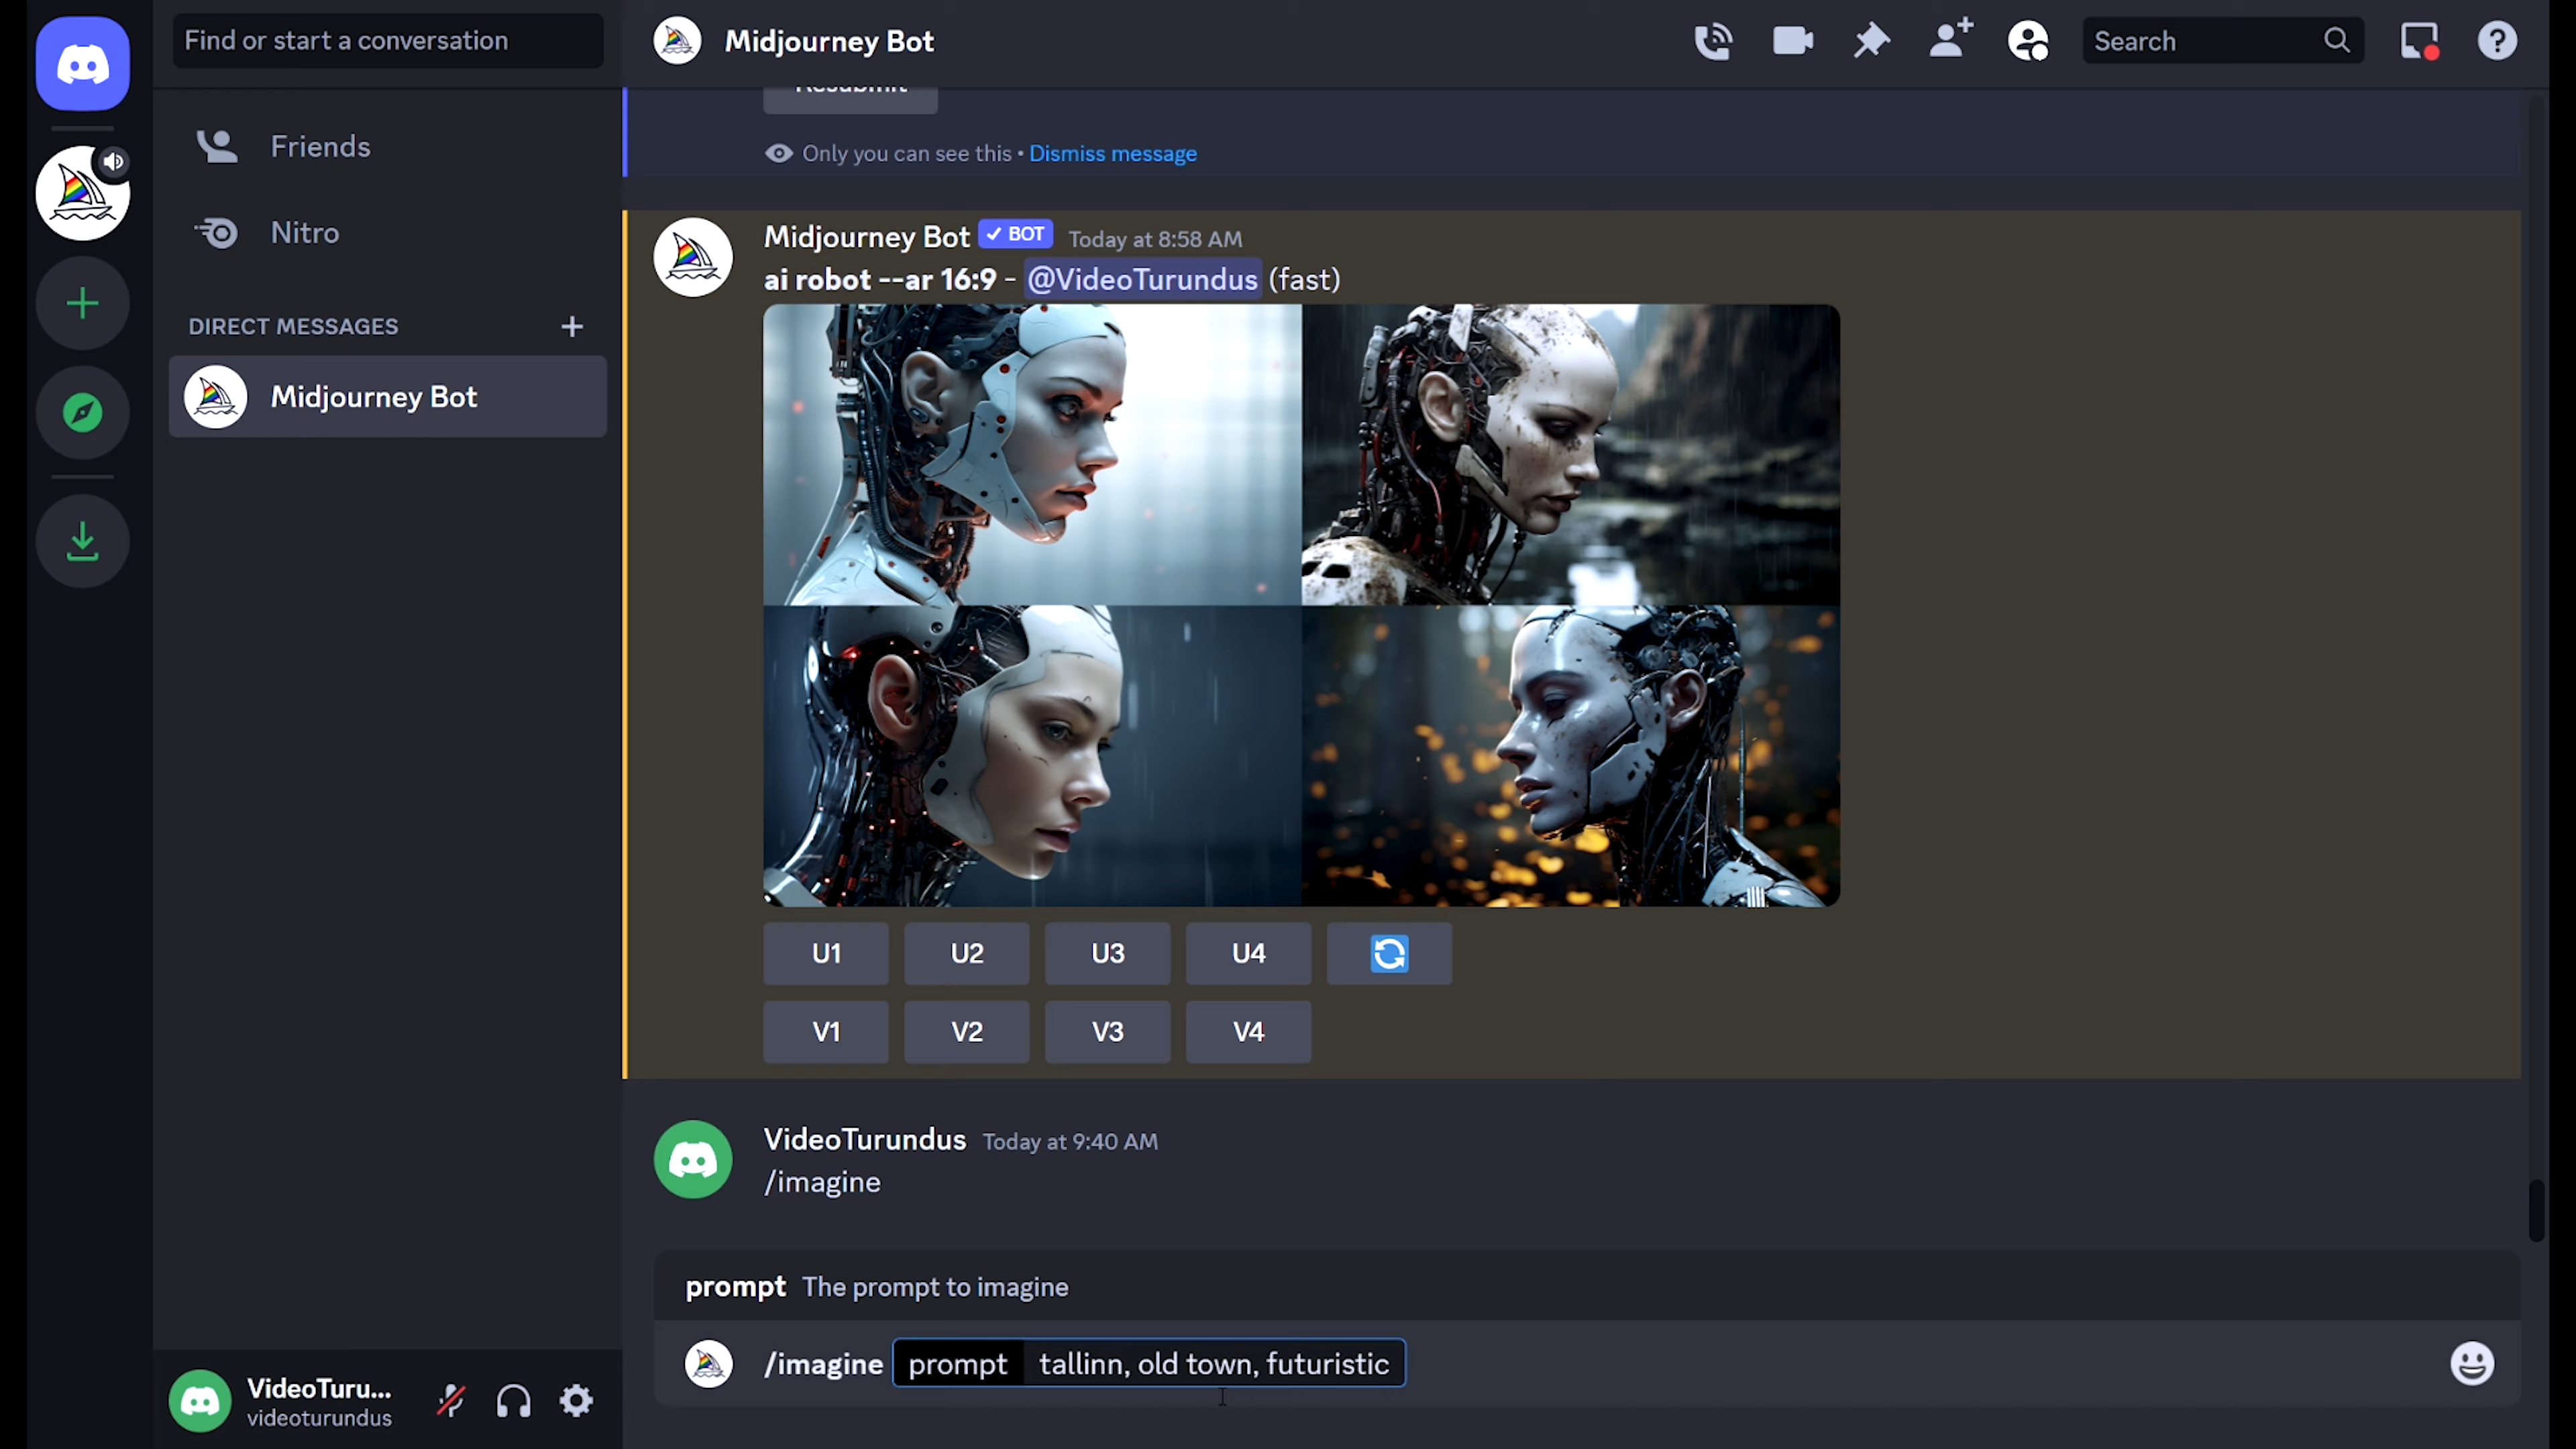 Find or start a conversation
Friends
Nitro
DIRECT MESSAGES
Midjourney Bot
VideoTuru...
videoturundus
Midjourney Bot
Search
Resubmit
Only you can see this • Dismiss message
Midjourney Bot ✓ BOT Today at 8:58 AM
ai robot --ar 16:9 - @VideoTurundus (fast)
U1 U2 U3 U4
V1 V2 V3 V4
VideoTurundus Today at 9:40 AM
/imagine
prompt The prompt to imagine
/imagine prompt tallinn, old town, futuristic